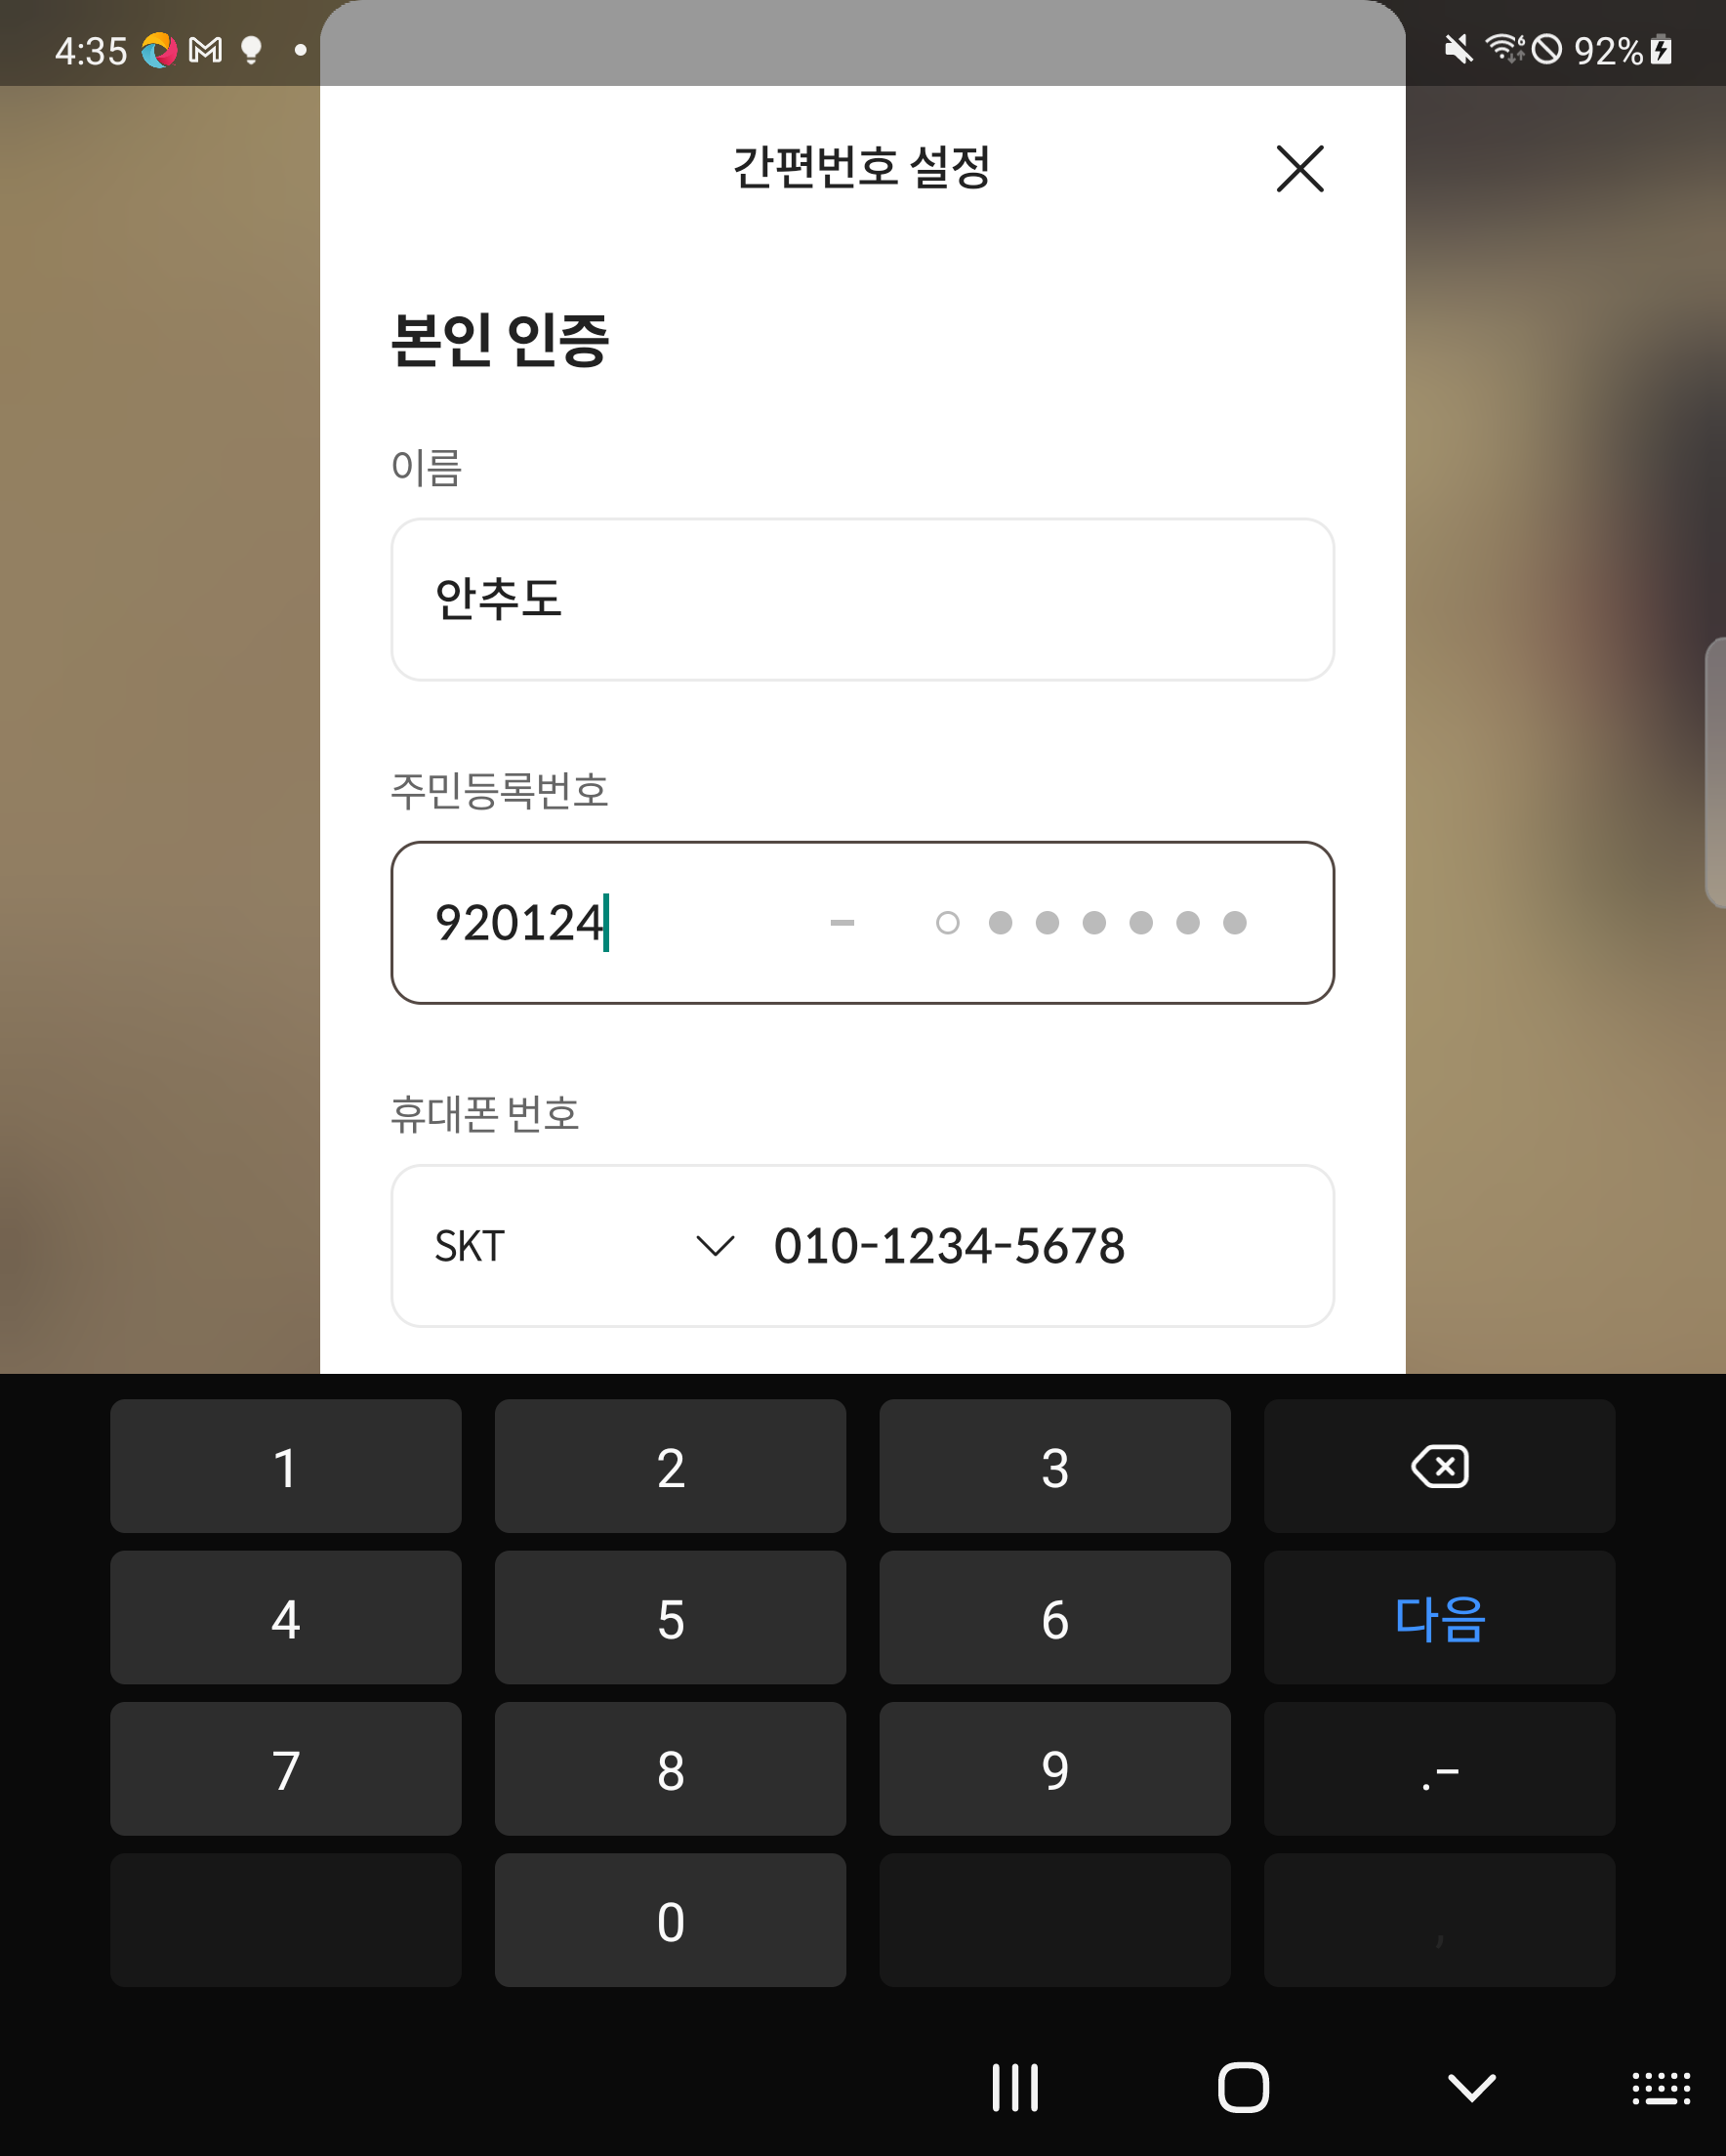 4:35
92%
간편번호 설정
본인 인증
이름
안추도
주민등록번호
920124 -
휴대폰 번호
SKT 010-1234-5678
1 2 3
4 5 6 다음
7 8 9 .-
0 ,